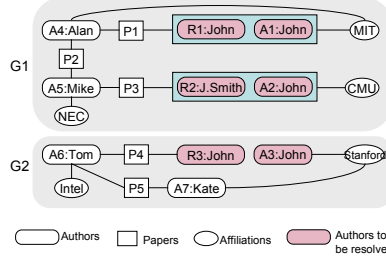 A4:Alan P1 R1:John A1:John MIT
G1
P2
A5:Mike P3 R2:J.Smith A2:John CMU
NEC
A6:Tom P4 R3:John A3:John Stanford
G2
Intel P5 A7:Kate
Authors Papers Affiliations Authors to
be resolve